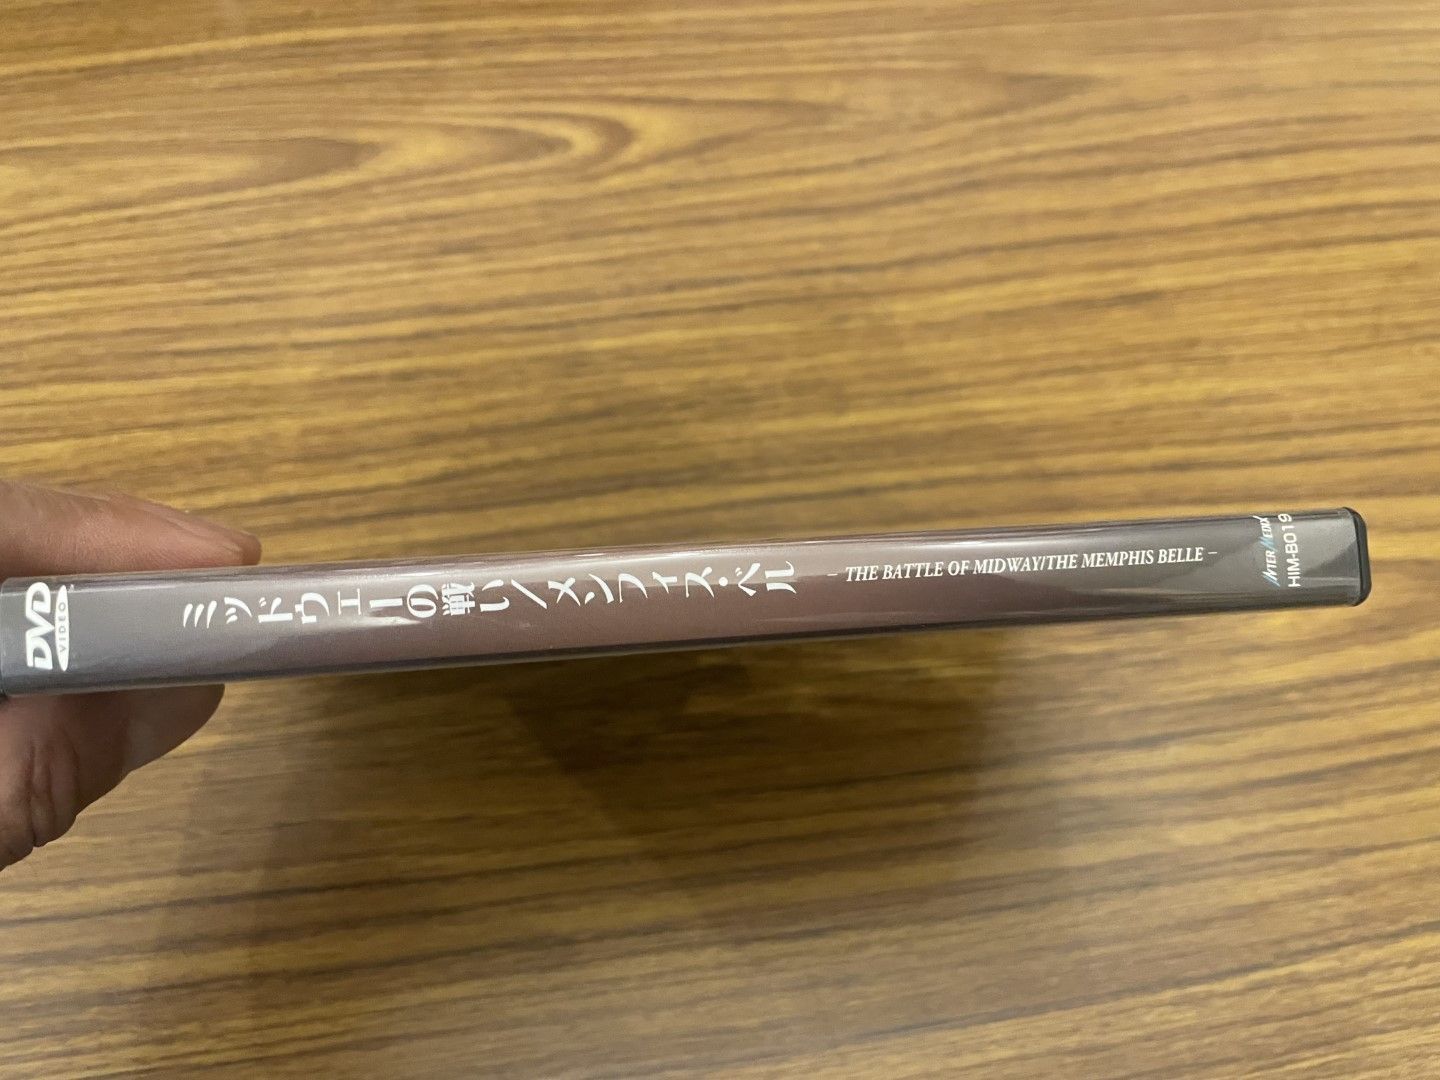 DVD
VIDEO
ミッドウェーの戦い/メンフィス・ベル
– THE BATTLE OF MIDWAY/THE MEMPHIS BELLE –
INTER MEDIX
HIM-B019